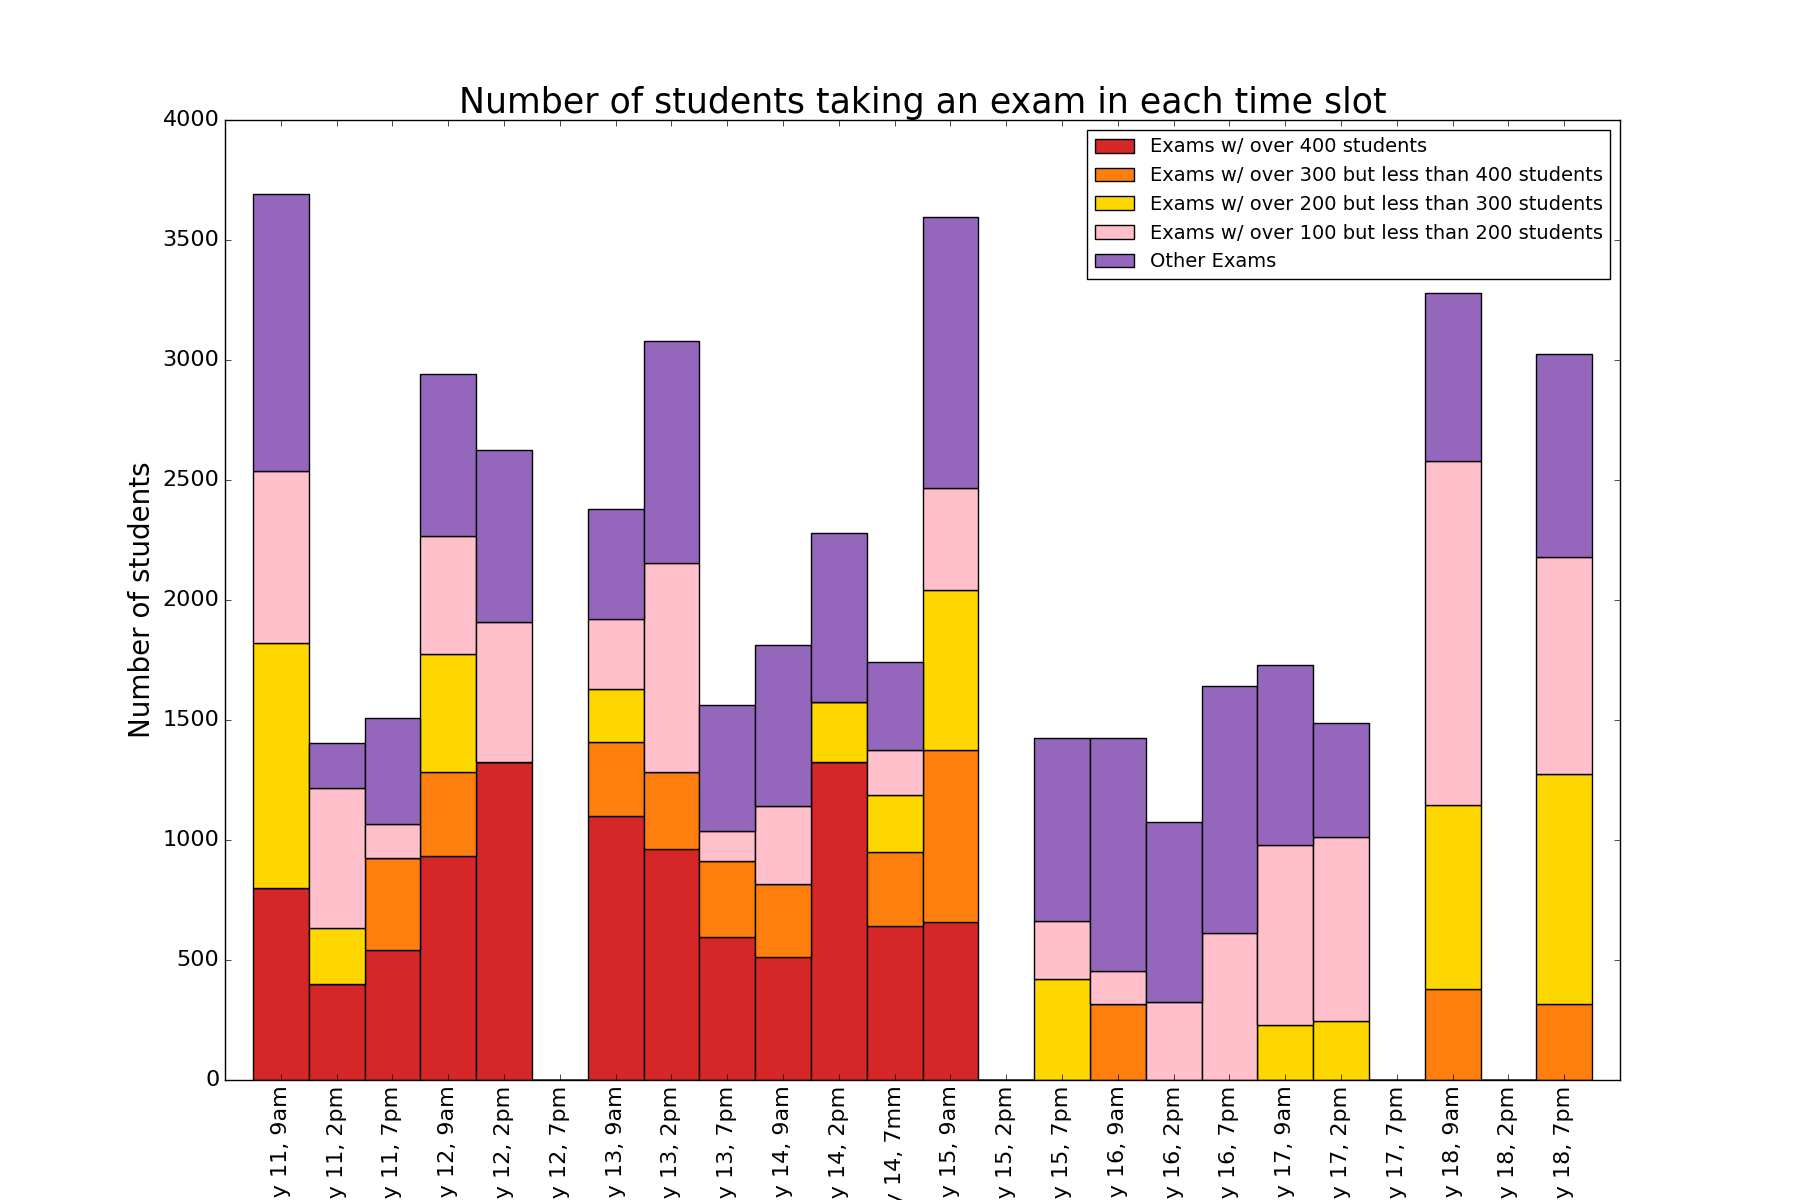 Number of students taking an exam in each time slot
4000
3500
3000
2500
2000
1500
1000
500
0
Number of students
Exams w/ over 400 students
Exams w/ over 300 but less than 400 students
Exams w/ over 200 but less than 300 students
Exams w/ over 100 but less than 200 students
Other Exams
y 11, 9am
y 11, 2pm
y 11, 7pm
y 12, 9am
y 12, 2pm
y 12, 7pm
y 13, 9am
y 13, 2pm
y 13, 7pm
y 14, 9am
y 14, 2pm
y 14, 7mm
y 15, 9am
y 15, 2pm
y 15, 7pm
y 16, 9am
y 16, 2pm
y 16, 7pm
y 17, 9am
y 17, 2pm
y 17, 7pm
y 18, 9am
y 18, 2pm
y 18, 7pm